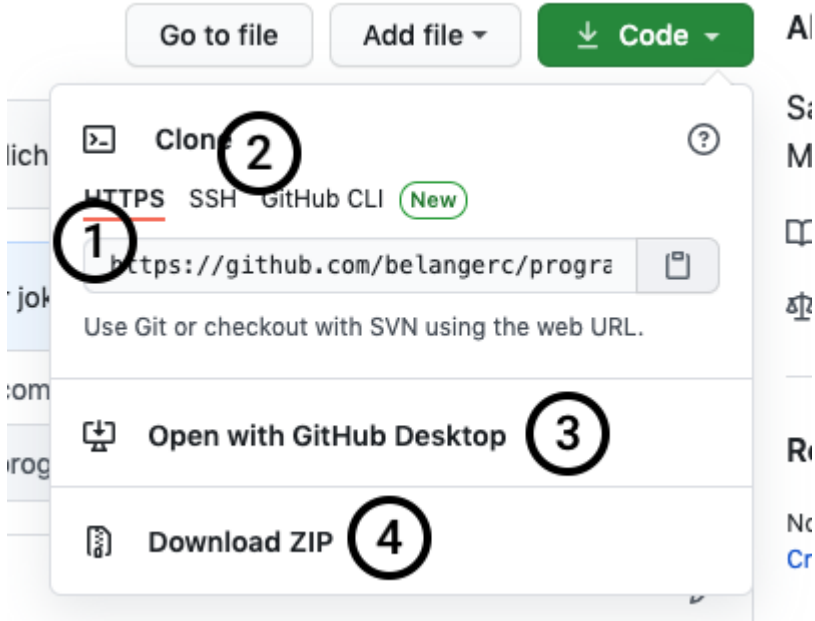 Go to file Add file Code
Clone
2
HTTPS SSH GitHub CLI New
1
https://github.com/belangerc/progra
Use Git or checkout with SVN using the web URL.
Open with GitHub Desktop 3
Download ZIP 4